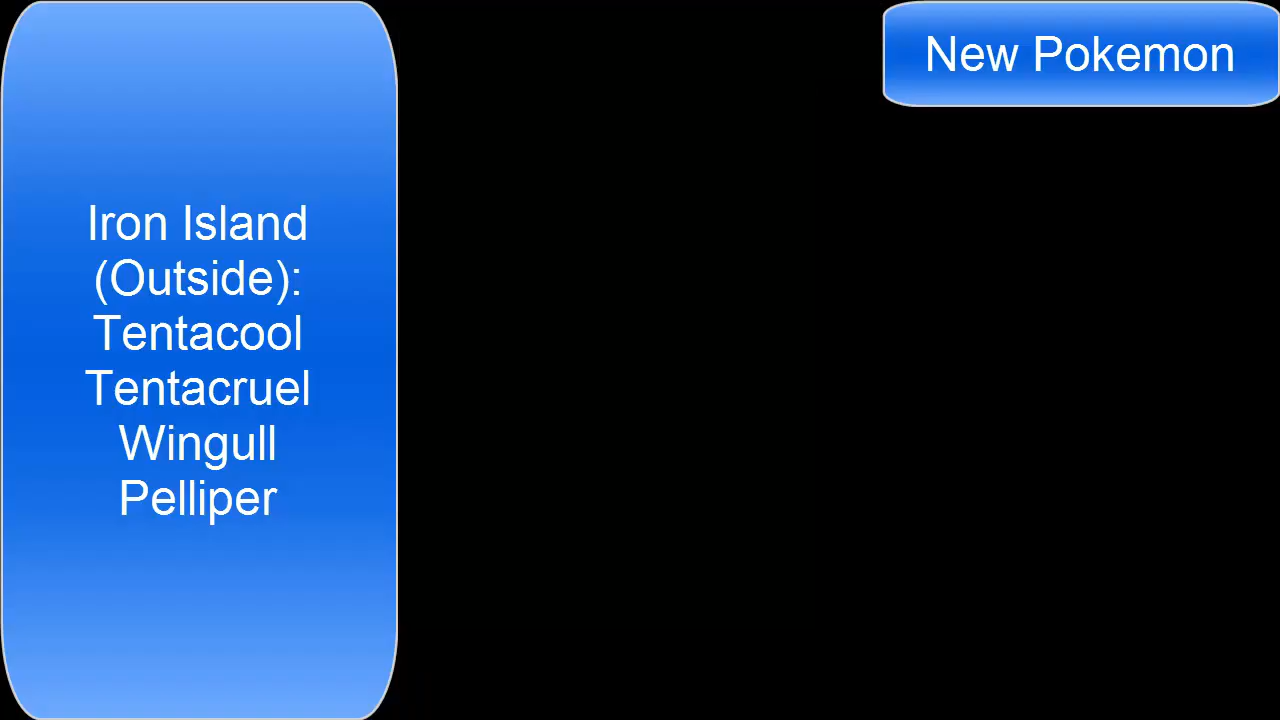 New Pokemon
Iron Island
(Outside):
Tentacool
Tentacruel
Wingull
Pelliper